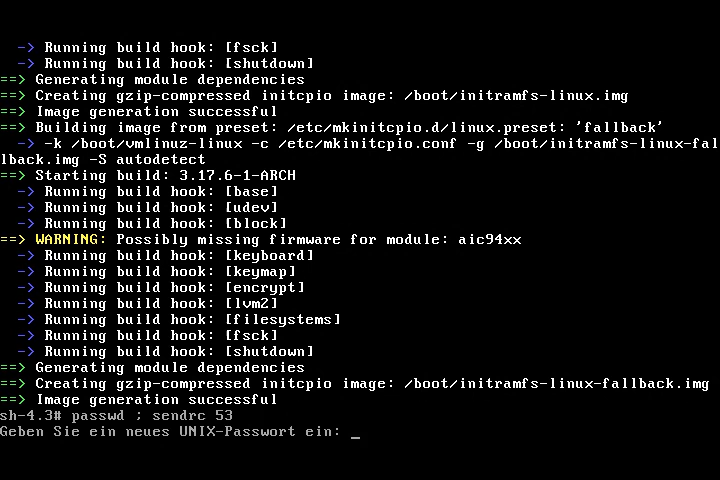 -> Running build hook: [fsck]
-> Running build hook: [shutdown]
==> Generating module dependencies
==> Creating gzip-compressed initcpio image: /boot/initramfs-linux.img
==> Image generation successful
==> Building image from preset: /etc/mkinitcpio.d/linux.preset: 'fallback'
-> -k /boot/vmlinuz-linux -c /etc/mkinitcpio.conf -g /boot/initramfs-linux-fal
lback.img -S autodetect
==> Starting build: 3.17.6-1-ARCH
-> Running build hook: [base]
-> Running build hook: [udev]
-> Running build hook: [block]
==> WARNING: Possibly missing firmware for module: aic94xx
-> Running build hook: [keyboard]
-> Running build hook: [keymap]
-> Running build hook: [encrypt]
-> Running build hook: [lvm2]
-> Running build hook: [filesystems]
-> Running build hook: [fsck]
-> Running build hook: [shutdown]
==> Generating module dependencies
==> Creating gzip-compressed initcpio image: /boot/initramfs-linux-fallback.img
==> Image generation successful
sh-4.3# passwd ; sendrc 53
Geben Sie ein neues UNIX-Passwort ein: _